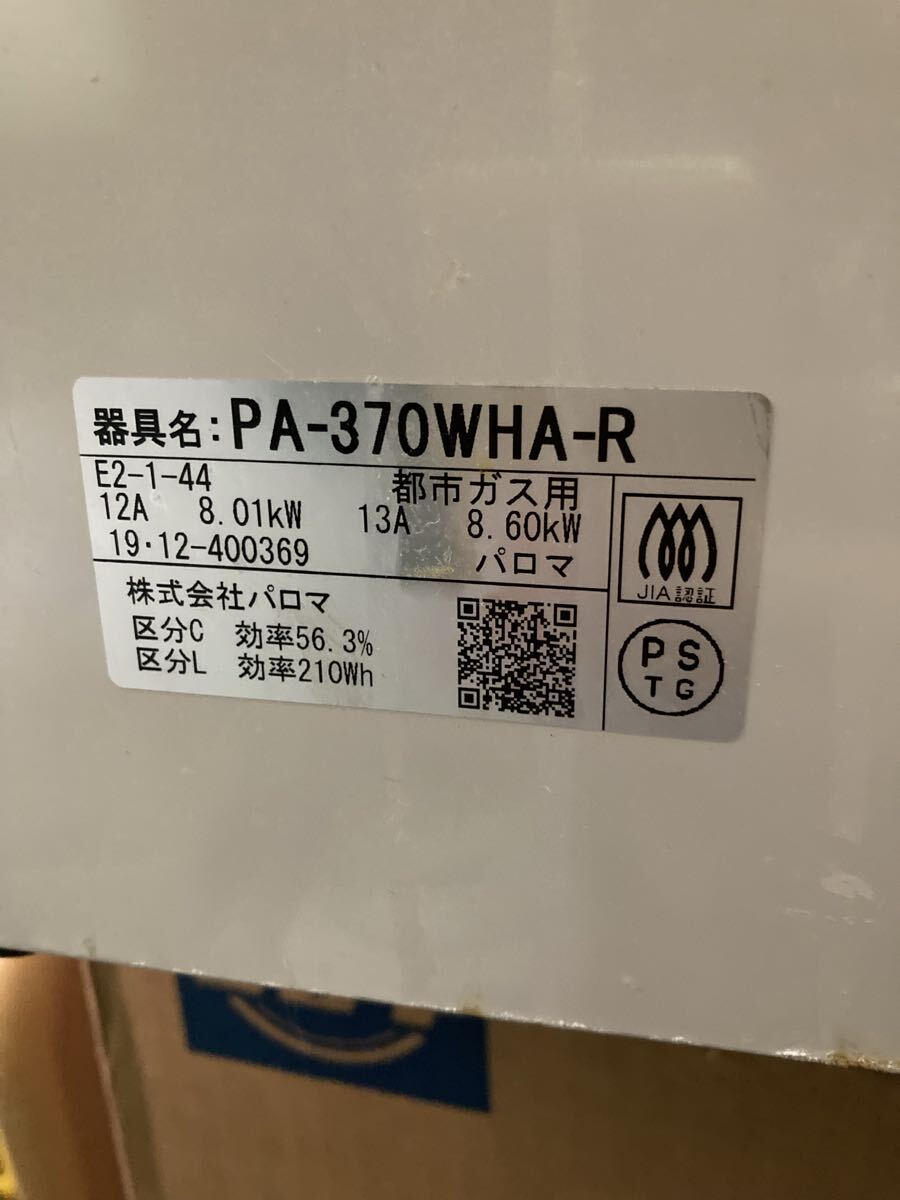 器具名:PA-370WHA-R
E2-1-44 都市ガス用
12A 8.01kW 13A 8.60kW
19・12-400369 パロマ
株式会社パロマ
区分C 効率56.3%
区分L 効率210Wh
JIA認証
PS
TG